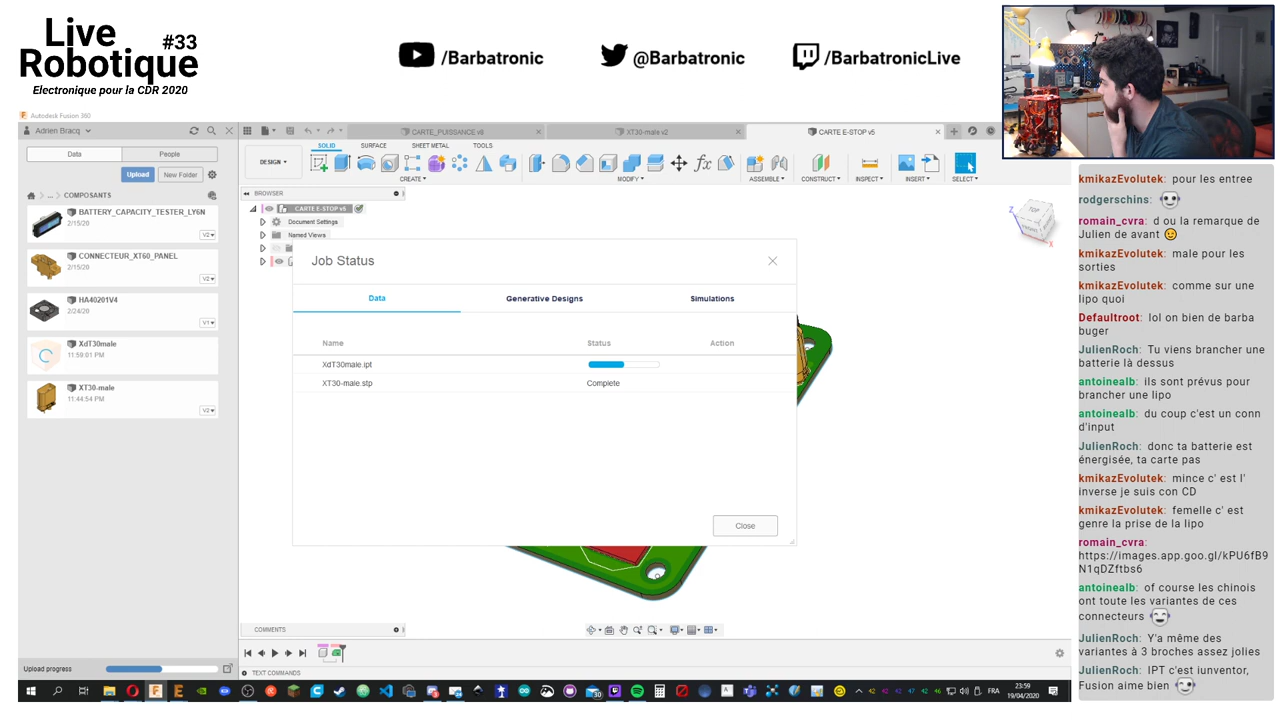 Live
Robotique #33
Electronique pour la CDR 2020
/Barbatronic
@Barbatronic
/BarbatronicLive
Autodesk Fusion 360
Adrien Bracq
CARTE_PUISSANCE v8
XT30-male v2
CARTE E-STOP v5
Data
People
Upload
New Folder
... COMPOSANTS
BATTERY_CAPACITY_TESTER_LY6N
2/15/20
V2
CONNECTEUR_XT60_PANEL
2/15/20
V2
HA40201V4
2/24/20
V1
XdT30male
11:59:01 PM
XT30-male
11:44:54 PM
V2
Upload progress
DESIGN
SOLID
SURFACE
SHEET METAL
TOOLS
CREATE
MODIFY
ASSEMBLE
CONSTRUCT
INSPECT
INSERT
SELECT
BROWSER
CARTE E-STOP v5
Document Settings
Named Views
TOP
Z
X
Job Status
Data
Generative Designs
Simulations
Name
Status
Action
XdT30male.ipt
XT30-male.stp
Complete
Close
COMMENTS
TEXT COMMANDS
FRA
23:59
19/04/2020
kmikazEvolutek: pour les entree
rodgerschins:
romain_cvra: d ou la remarque de
Julien de avant
kmikazEvolutek: male pour les
sorties
kmikazEvolutek: comme sur une
lipo quoi
Defaultroot: lol on bien de barba
buger
JulienRoch: Tu viens brancher une
batterie là dessus
antoinealb: ils sont prévus pour
brancher une lipo
antoinealb: du coup c'est un conn
d'input
JulienRoch: donc ta batterie est
énergisée, ta carte pas
kmikazEvolutek: mince c' est l'
inverse je suis con CD
kmikazEvolutek: femelle c' est
genre la prise de la lipo
romain_cvra:
https://images.app.goo.gl/kPU6fB9
N1qDZftbs6
antoinealb: of course les chinois
ont toute les variantes de ces
connecteurs
JulienRoch: Y'a même des
variantes à 3 broches assez jolies
JulienRoch: IPT c'est iunventor,
Fusion aime bien